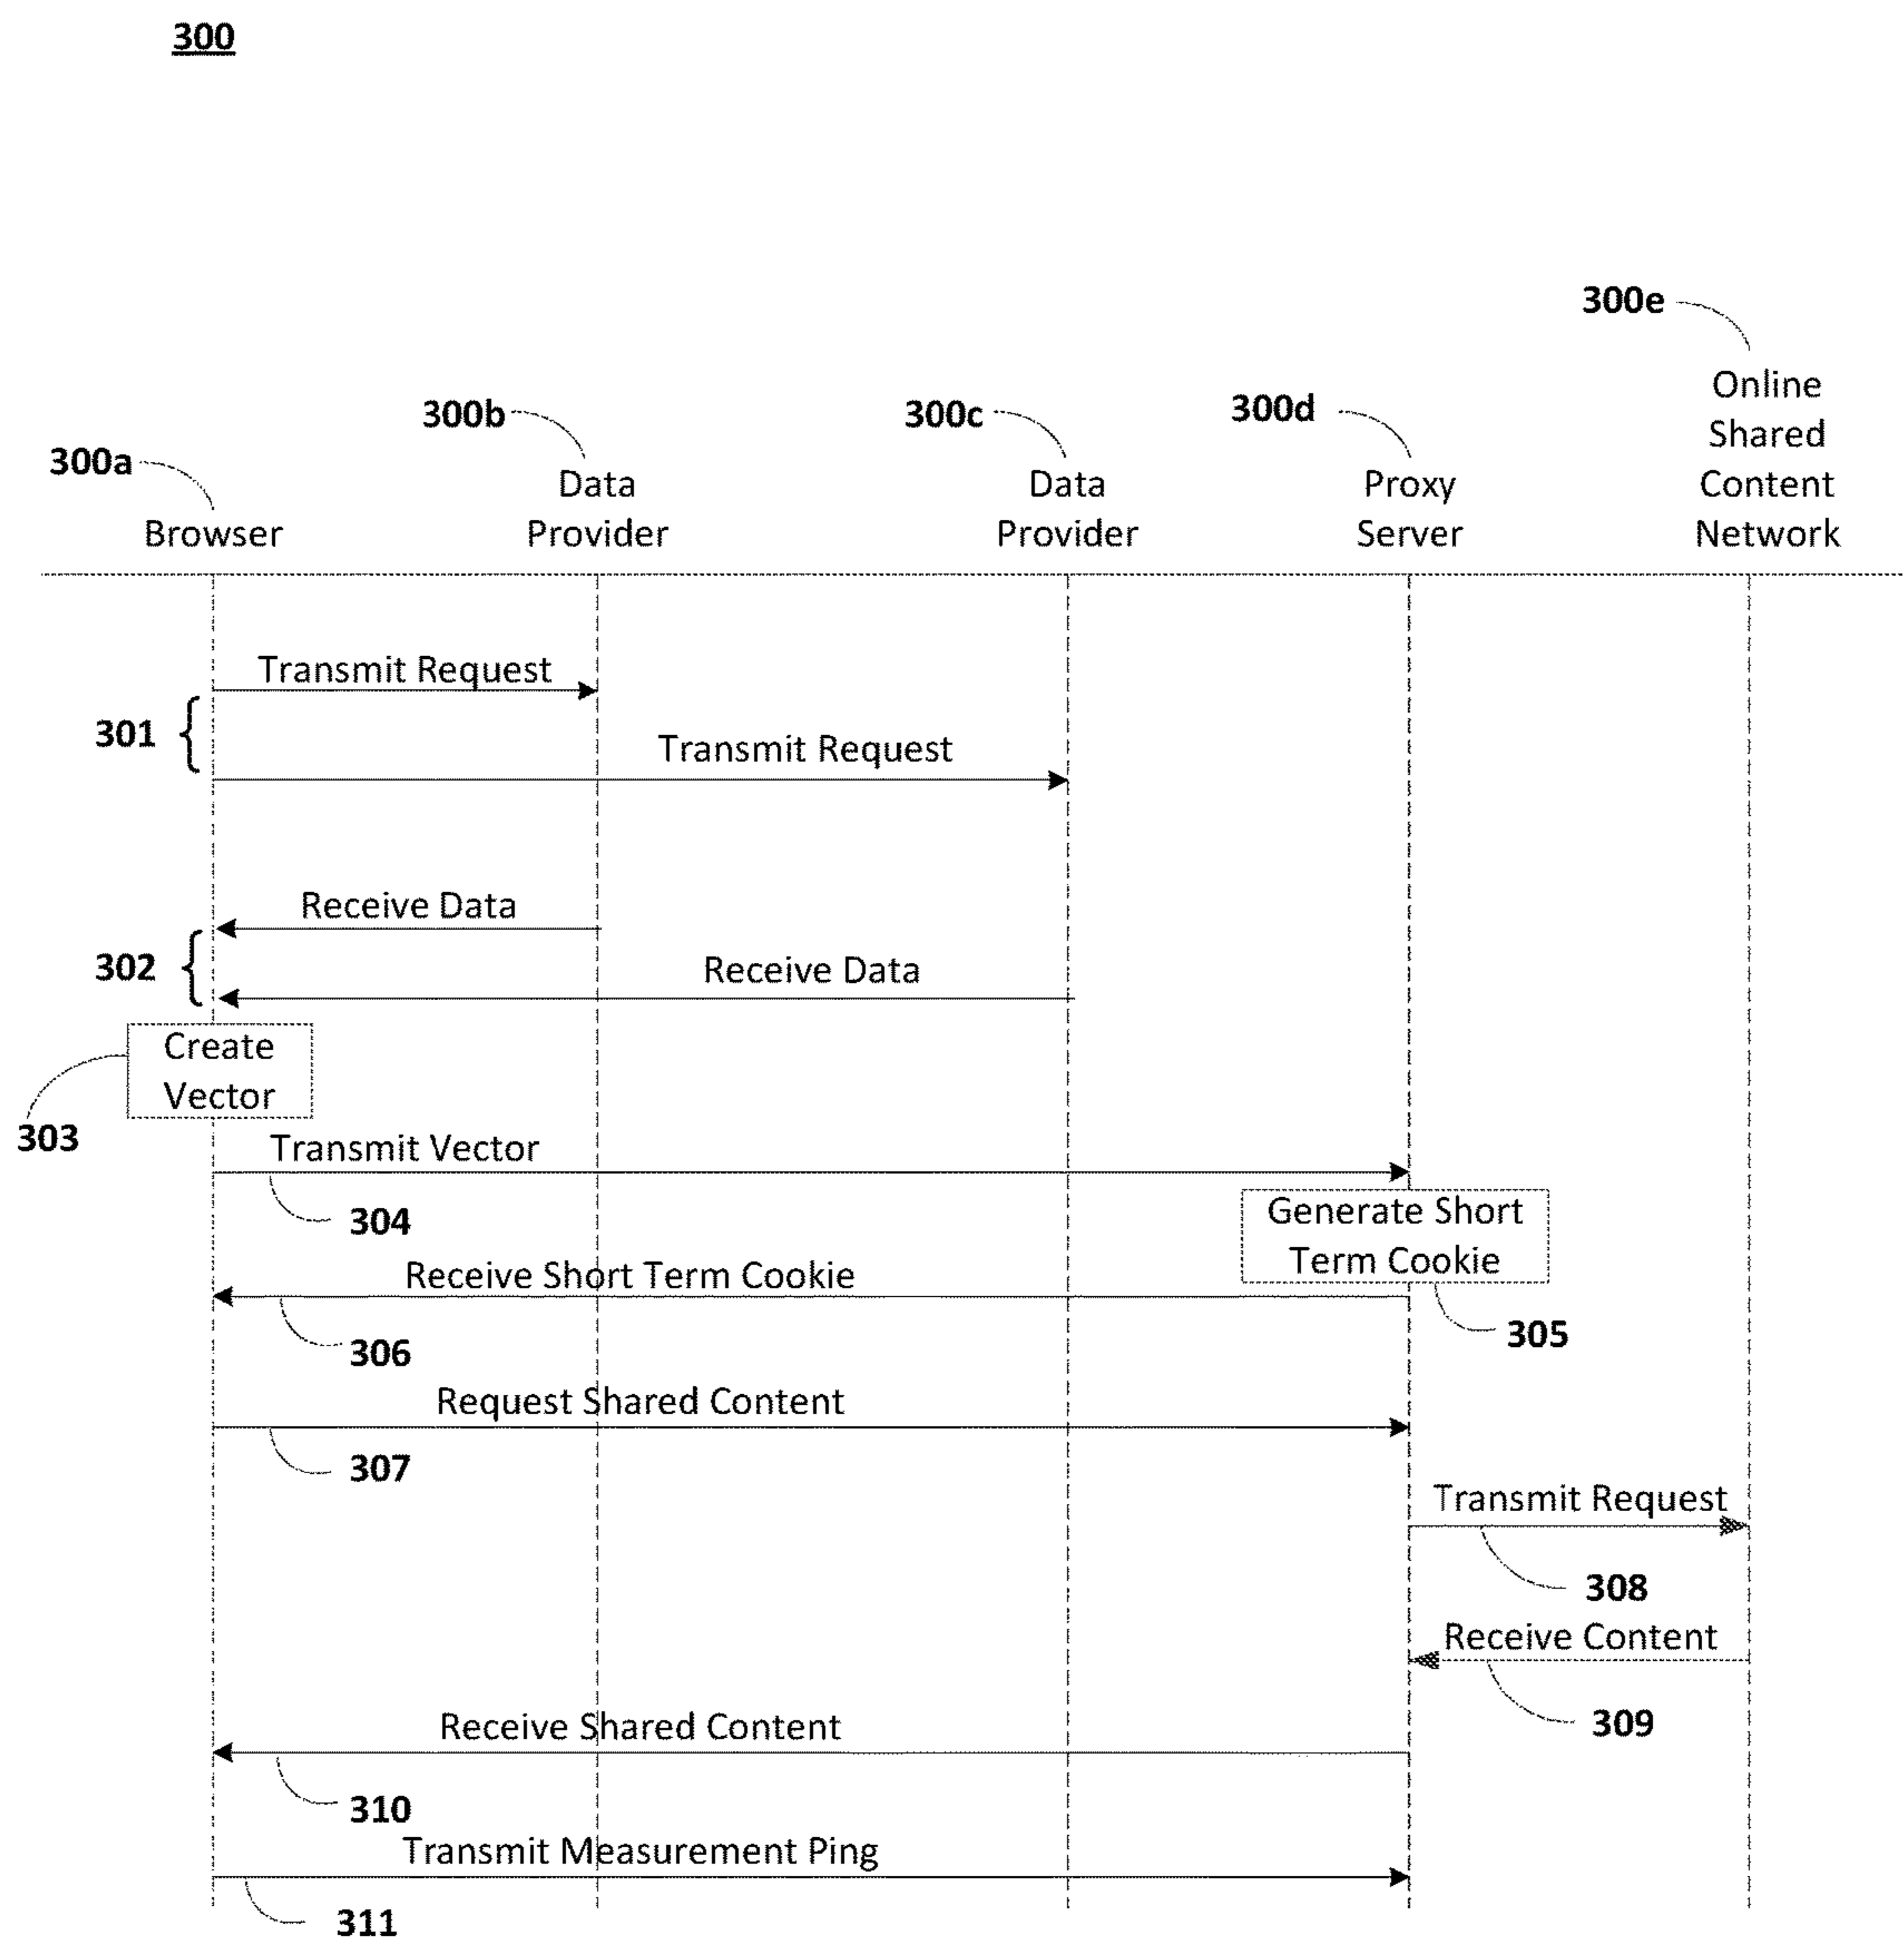 300
300e
Online
Shared
Content
Network
300b
Data
Provider
300c
Data
Provider
300d
Proxy
Server
300a
Browser
Transmit Request
301
Transmit Request
Receive Data
302
Receive Data
Create
Vector
303
Transmit Vector
304
Generate Short
Term Cookie
305
Receive Short Term Cookie
306
Request Shared Content
307
Transmit Request
308
Receive Content
309
Receive Shared Content
310
Transmit Measurement Ping
311